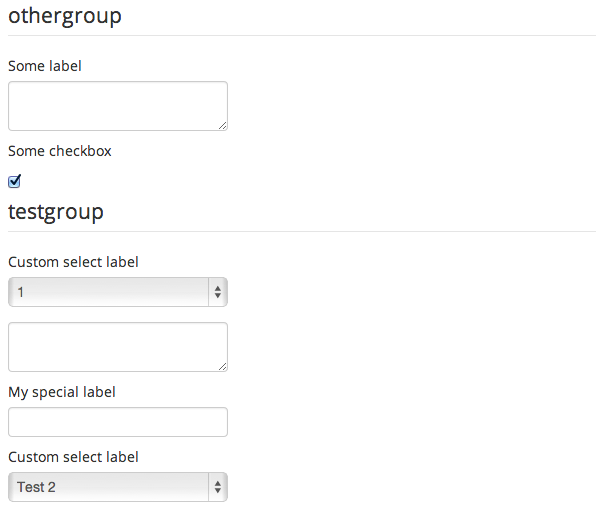 othergroup
Some label
Some checkbox
testgroup
Custom select label
1
My special label
Custom select label
Test 2